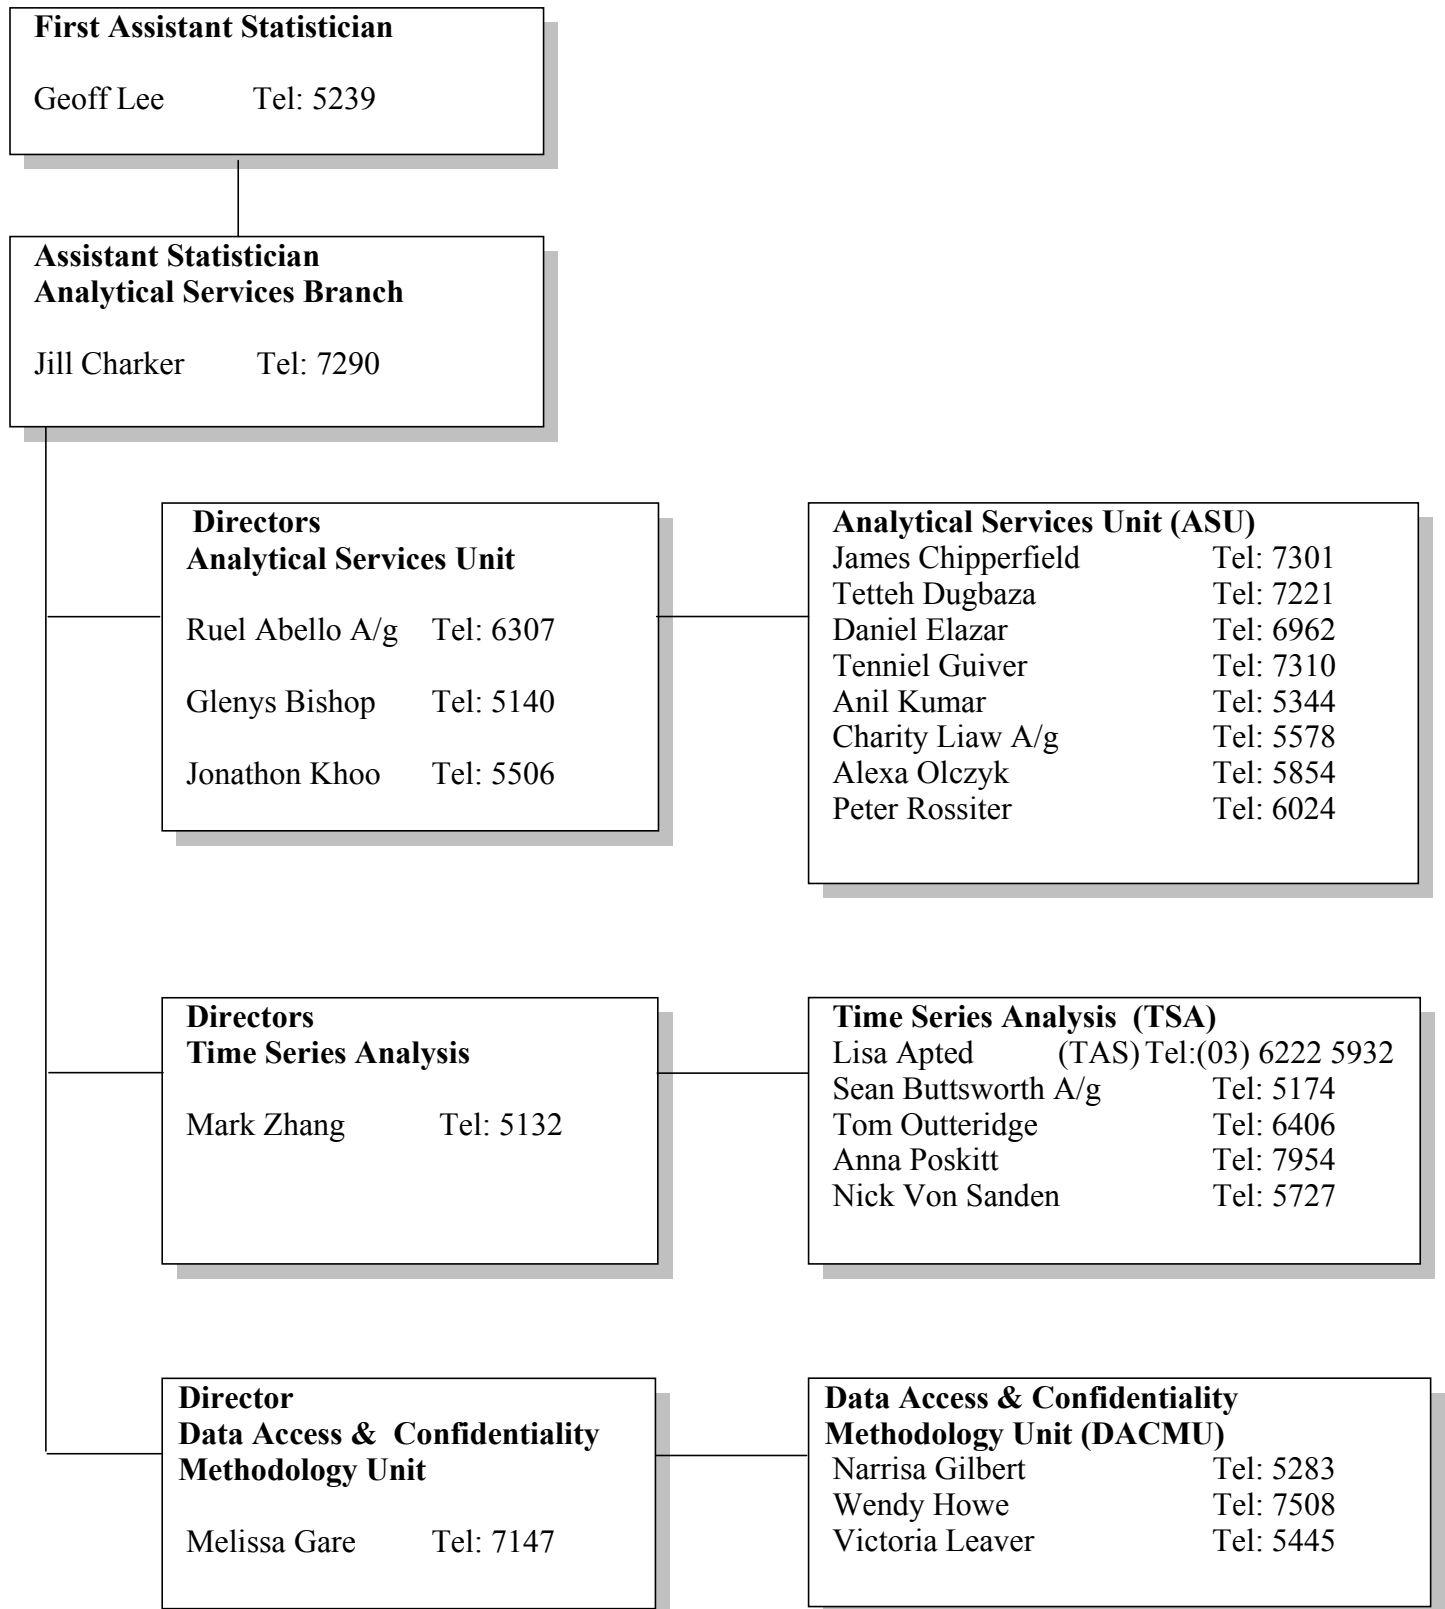 First Assistant Statistician
Geoff Lee Tel: 5239
Assistant Statistician
Analytical Services Branch
Jill Charker Tel: 7290
Directors
Analytical Services Unit
Ruel Abello A/g Tel: 6307
Glenys Bishop Tel: 5140
Jonathon Khoo Tel: 5506
Analytical Services Unit (ASU)
James Chipperfield Tel: 7301
Tetteh Dugbaza Tel: 7221
Daniel Elazar Tel: 6962
Tenniel Guiver Tel: 7310
Anil Kumar Tel: 5344
Charity Liaw A/g Tel: 5578
Alexa Olczyk Tel: 5854
Peter Rossiter Tel: 6024
Directors
Time Series Analysis
Mark Zhang Tel: 5132
Time Series Analysis (TSA)
Lisa Apted (TAS) Tel:(03) 6222 5932
Sean Buttsworth A/g Tel: 5174
Tom Outteridge Tel: 6406
Anna Poskitt Tel: 7954
Nick Von Sanden Tel: 5727
Director
Data Access & Confidentiality
Methodology Unit
Melissa Gare Tel: 7147
Data Access & Confidentiality
Methodology Unit (DACMU)
Narrisa Gilbert Tel: 5283
Wendy Howe Tel: 7508
Victoria Leaver Tel: 5445